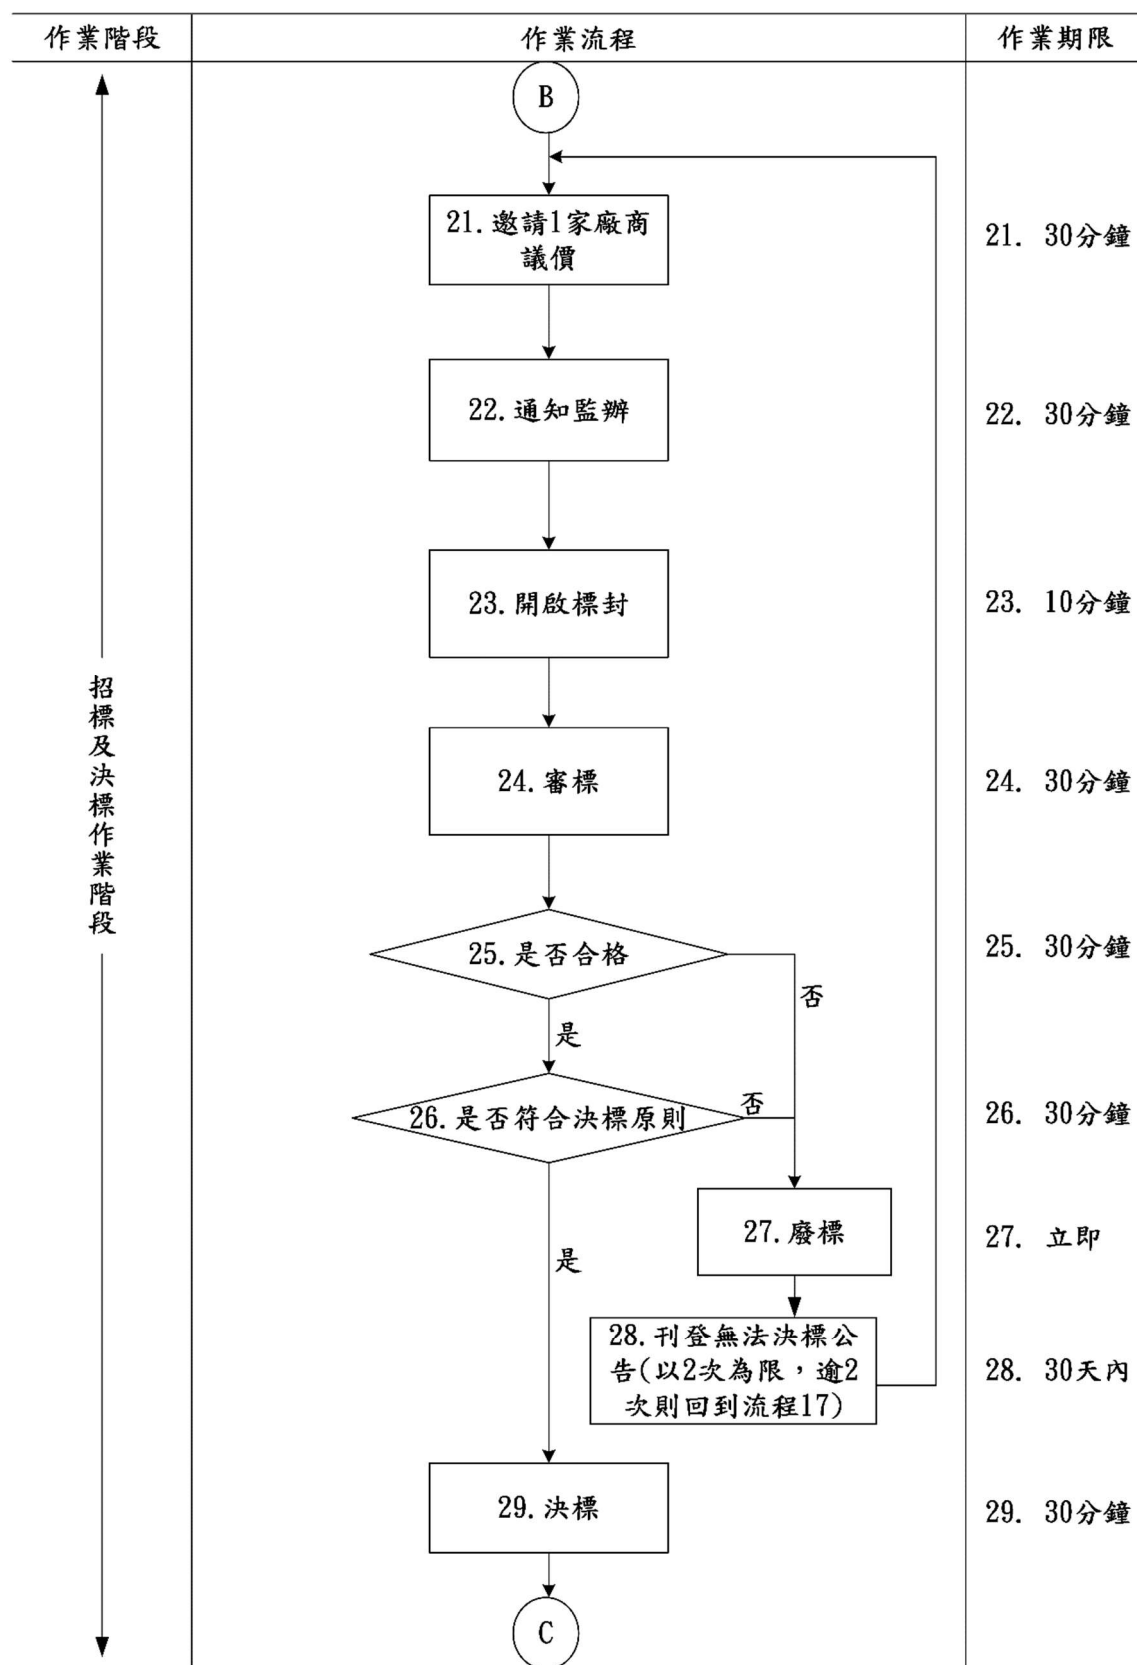 作業階段
作業流程
作業期限
B
21.邀請1家廠商
議價
21. 30分鐘
22.通知監辦
22. 30分鐘
23.開啟標封
23. 10分鐘
招標及決標作業階段
24.審標
24. 30分鐘
25.是否合格
25. 30分鐘
否
是
26.是否符合決標原則
否
26. 30分鐘
27.廢標
27. 立即
是
28.刊登無法決標公
告(以2次為限，逾2
次則回到流程17)
28. 30天內
29.決標
29. 30分鐘
C